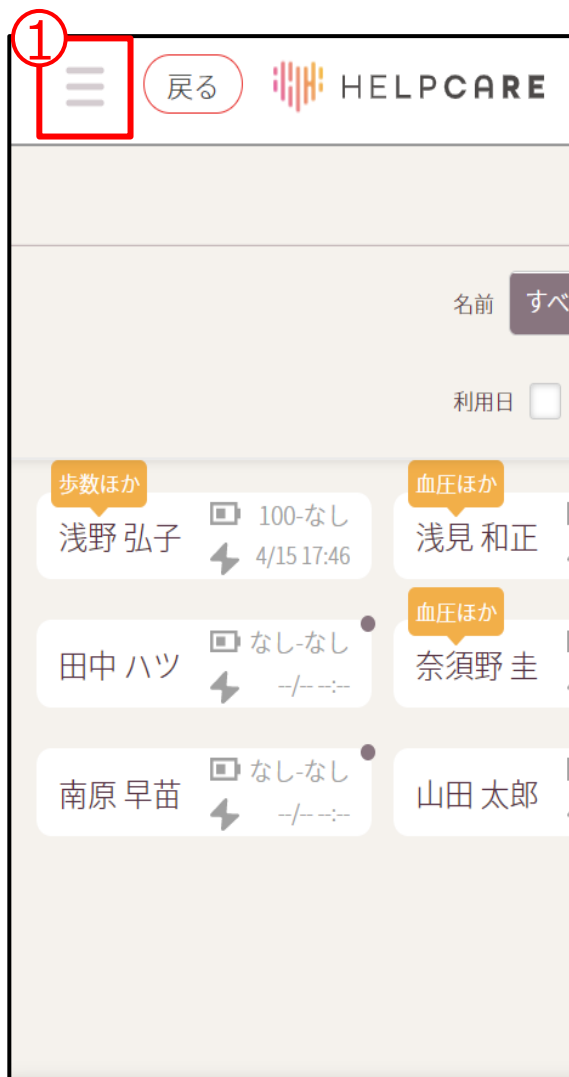 ①
戻る HELPCARE
名前 すべ
利用日
歩数ほか 血圧ほか
浅野 弘子 100-なし 浅見 和正
4/15 17:46
血圧ほか
田中 ハツ なし-なし 奈須野 圭
--/-- --:--
南原 早苗 なし-なし 山田 太郎
--/-- --:--